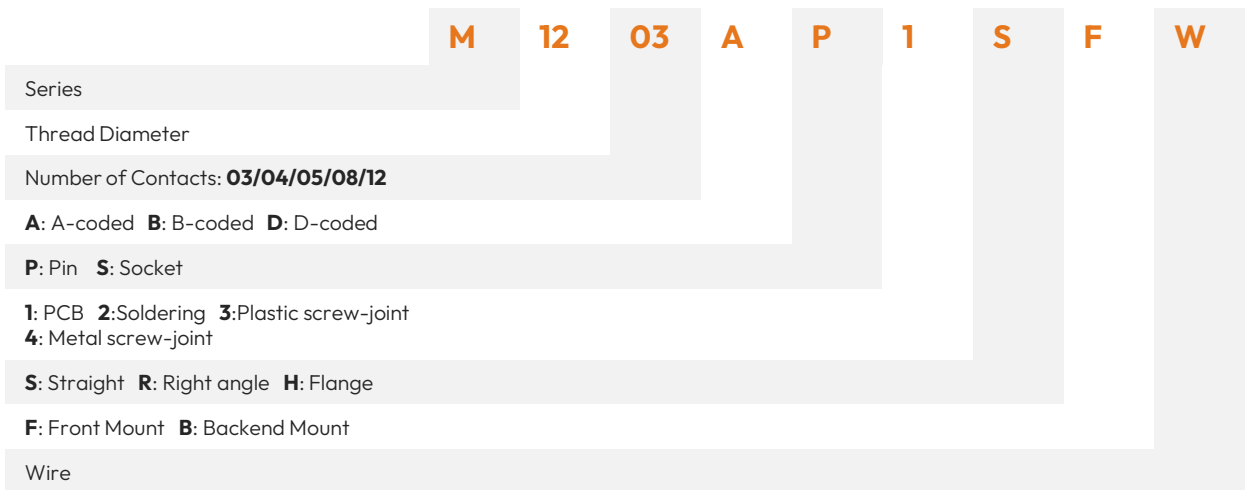 M 12 03 A P 1 S F W
Series
Thread Diameter
Number of Contacts: 03/04/05/08/12
A: A-coded B: B-coded D: D-coded
P: Pin S: Socket
1: PCB 2:Soldering 3:Plastic screw-joint
4: Metal screw-joint
S: Straight R: Right angle H: Flange
F: Front Mount B: Backend Mount
Wire